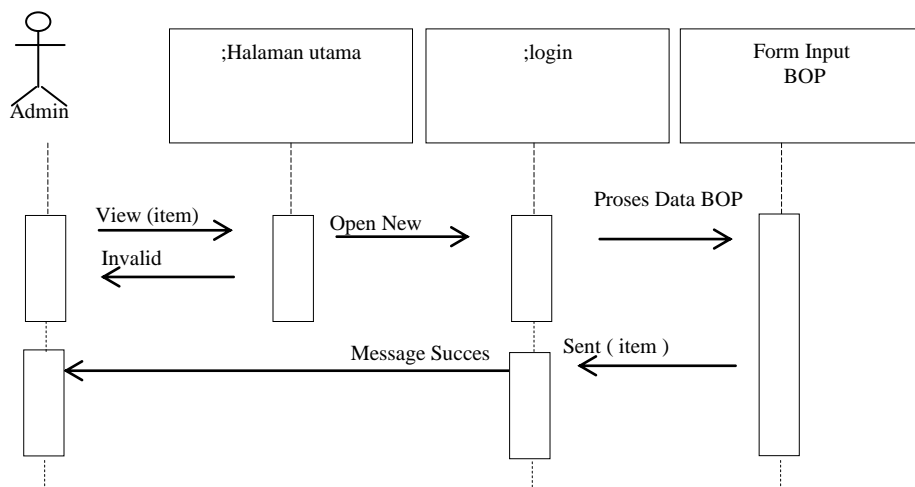 ;Halaman utama
;login
Form Input
BOP
Admin
View (item)
Open New
Proses Data BOP
Invalid
Message Succes
Sent ( item )